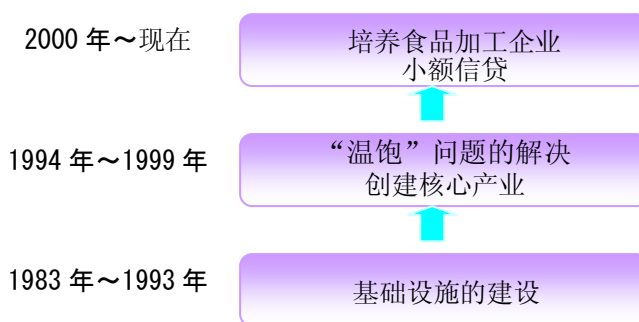 2000 年～现在
培养食品加工企业
小额信贷
1994 年～1999 年
“温饱”问题的解决
创建核心产业
1983 年～1993 年
基础设施的建设